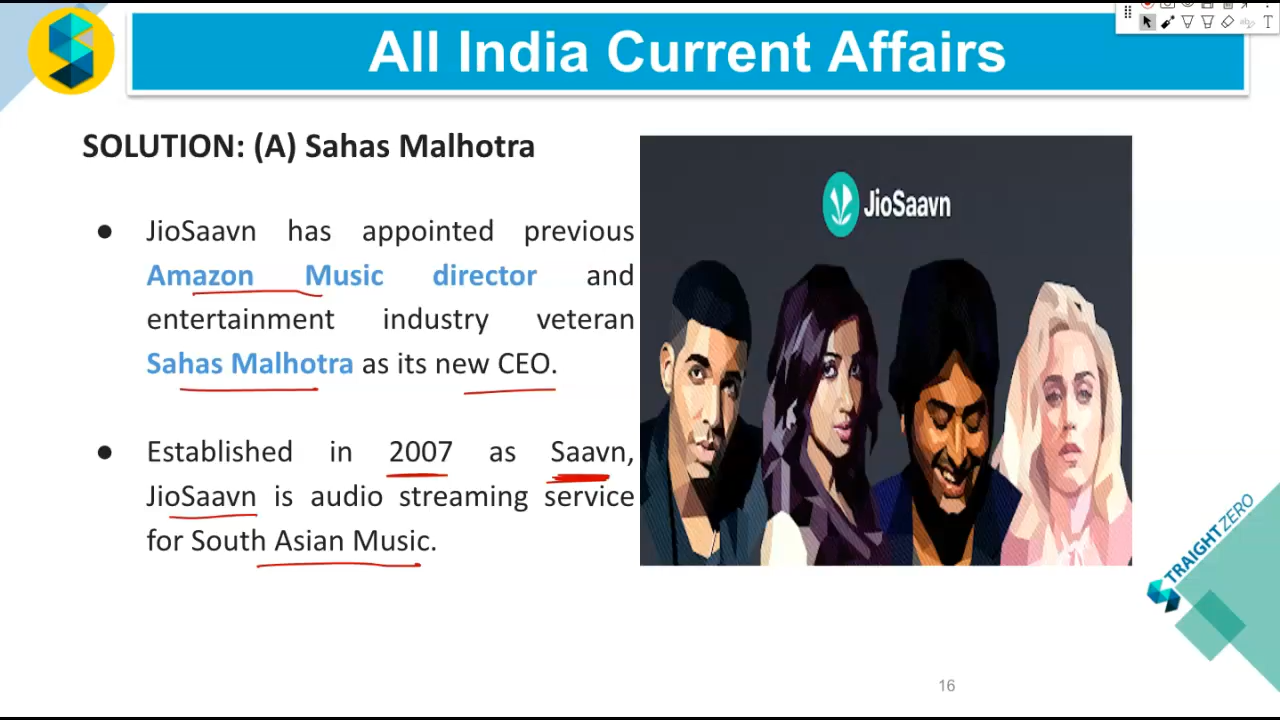 All India Current Affairs
SOLUTION: (A) Sahas Malhotra
● JioSaavn has appointed previous
Amazon Music director and
entertainment industry veteran
Sahas Malhotra as its new CEO.
● Established in 2007 as Saavn,
JioSaavn is audio streaming service
for South Asian Music.
JioSaavn
TRAIGHTZERO
16